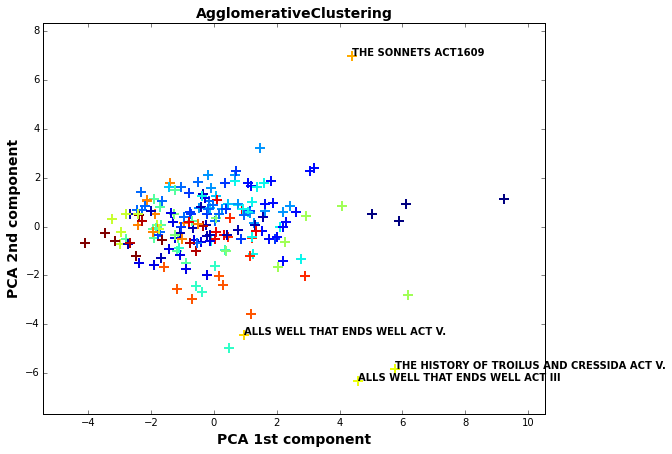 AgglomerativeClustering
8
THE SONNETS ACT1609
6
4
2
0
−2
−4
−6
ALLS WELL THAT ENDS WELL ACT V.
THE HISTORY OF TROILUS AND CRESSIDA ACT V.
ALLS WELL THAT ENDS WELL ACT III
PCA 2nd component
−4 −2 0 2 4 6 8 10
PCA 1st component